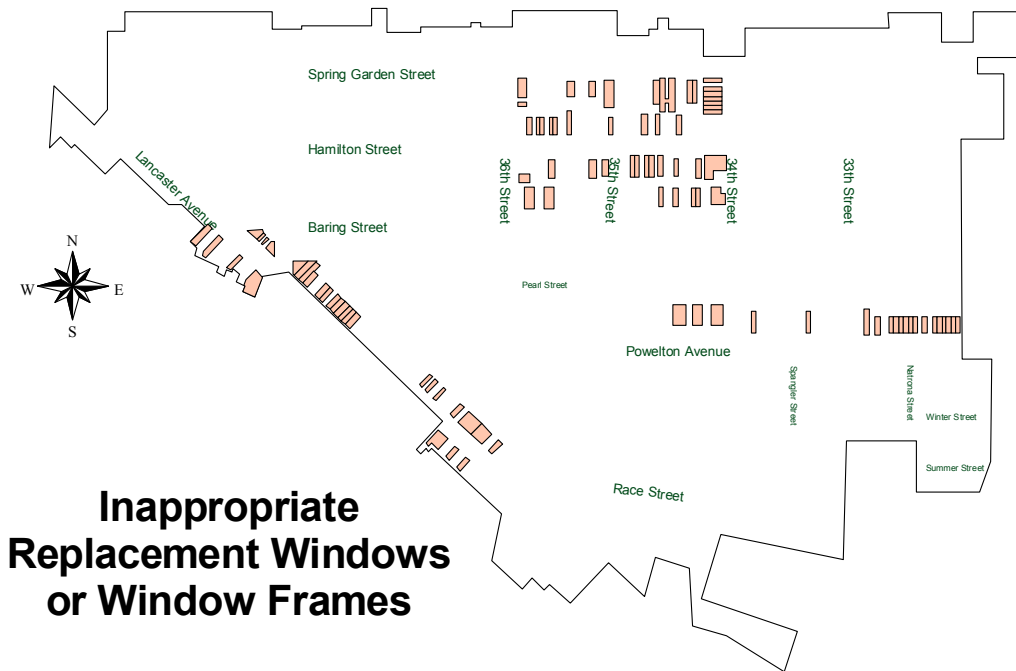 Spring Garden Street
Hamilton Street
Lancaster Avenue
36th Street
35th Street
34th Street
33th Street
Baring Street
N
W
E
S
Pearl Street
Powelton Avenue
Spangler Street
Natrona Street
Winter Street
Summer Street
Race Street
Inappropriate
Replacement Windows
or Window Frames